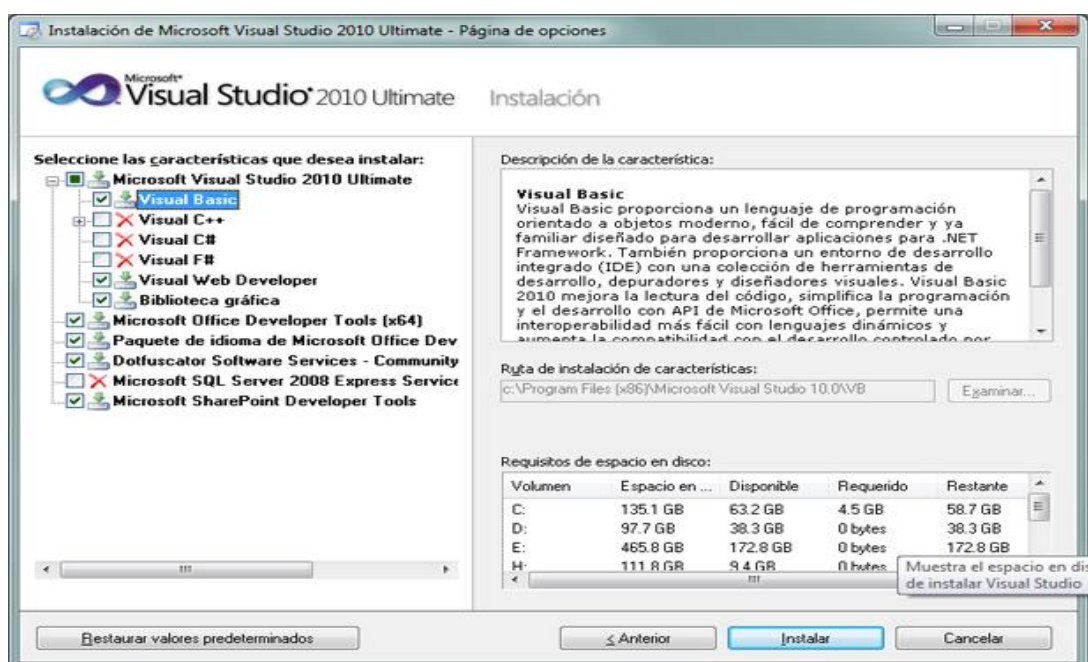 Instalación de Microsoft Visual Studio 2010 Ultimate - Página de opciones
Microsoft®
Visual Studio® 2010 Ultimate
Instalación
Seleccione las características que desea instalar:
Microsoft Visual Studio 2010 Ultimate
Visual Basic
Visual C++
Visual C#
Visual F#
Visual Web Developer
Biblioteca gráfica
Microsoft Office Developer Tools (x64)
Paquete de idioma de Microsoft Office Dev
Dotfuscator Software Services - Community
Microsoft SQL Server 2008 Express Service
Microsoft SharePoint Developer Tools
Descripción de la característica:
Visual Basic
Visual Basic proporciona un lenguaje de programación
orientado a objetos moderno, fácil de comprender y ya
familiar diseñado para desarrollar aplicaciones para .NET
Framework. También proporciona un entorno de desarrollo
integrado (IDE) con una colección de herramientas de
desarrollo, depuradores y diseñadores visuales. Visual Basic
2010 mejora la lectura del código, simplifica la programación
y el desarrollo con API de Microsoft Office, permite una
interoperabilidad más fácil con lenguajes dinámicos y
aumenta la compatibilidad con el desarrollo controlado por
Ruta de instalación de características:
c:\Program Files (x86)\Microsoft Visual Studio 10.0\VB
Examinar...
Requisitos de espacio en disco:
Volumen Espacio en ... Disponible Requerido Restante
C: 135.1 GB 63.2 GB 4.5 GB 58.7 GB
D: 97.7 GB 38.3 GB 0 bytes 38.3 GB
E: 465.8 GB 172.8 GB 0 bytes 172.8 GB
H: 111.8 GB 9.4 GB 0 bytes
Muestra el espacio en dis
de instalar Visual Studio
Restaurar valores predeterminados
< Anterior
Instalar
Cancelar